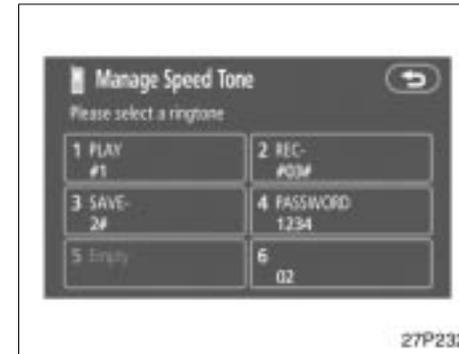 Manage Speed Tone
Please select a ringtone
1 PLAY
#1
2 REC-
#03#
3 SAVE-
2#
4 PASSWORD
1234
5 Empty
6
02
27P232